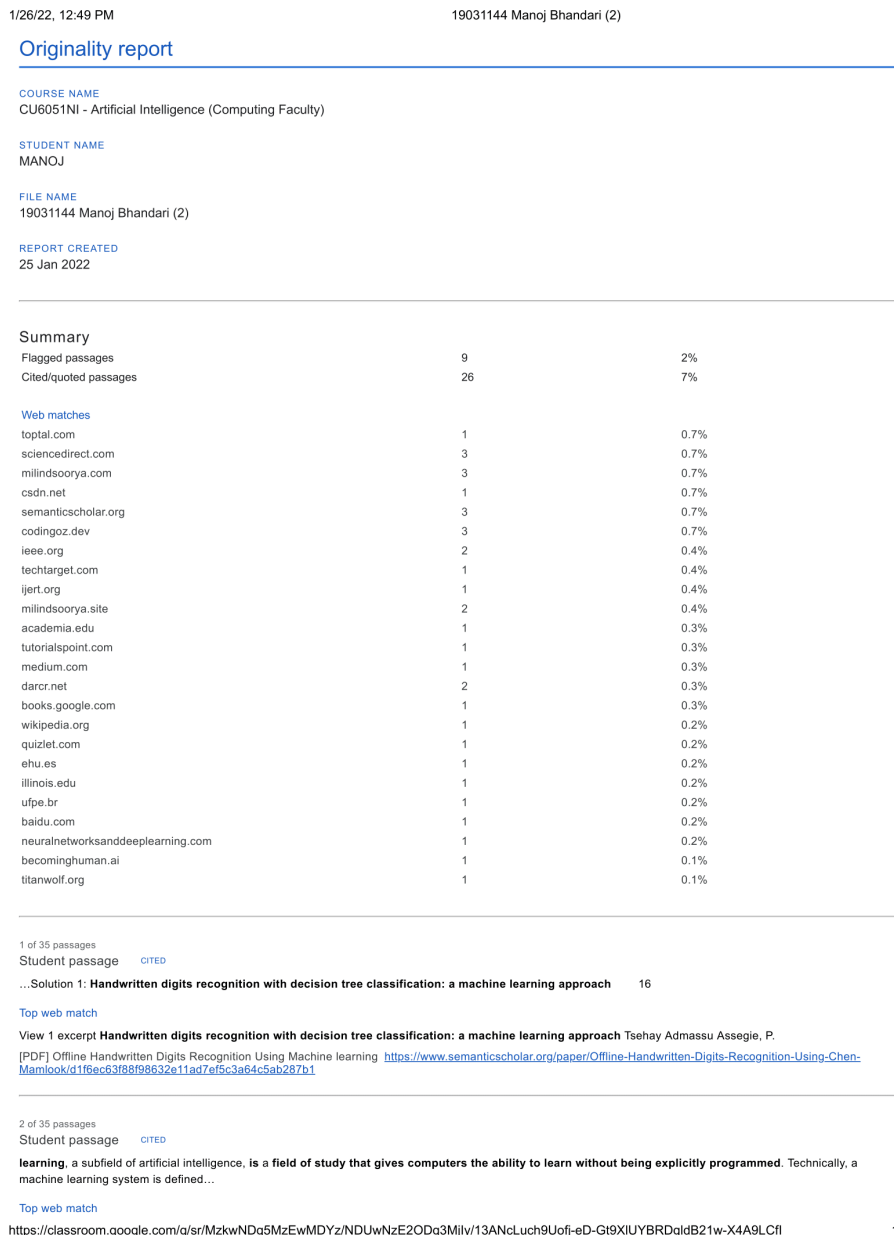 1/26/22, 12:49 PM 19031144 Manoj Bhandari (2)
Originality report
COURSE NAME
CU6051NI - Artificial Intelligence (Computing Faculty)
STUDENT NAME
MANOJ
FILE NAME
19031144 Manoj Bhandari (2)
REPORT CREATED
25 Jan 2022
Summary
Flagged passages 9 2%
Cited/quoted passages 26 7%
Web matches
toptal.com 1 0.7%
sciencedirect.com 3 0.7%
milindsoorya.com 3 0.7%
csdn.net 1 0.7%
semanticscholar.org 3 0.7%
codingoz.dev 3 0.7%
ieee.org 2 0.4%
techtarget.com 1 0.4%
ijert.org 1 0.4%
milindsoorya.site 2 0.4%
academia.edu 1 0.3%
tutorialspoint.com 1 0.3%
medium.com 1 0.3%
darcr.net 2 0.3%
books.google.com 1 0.3%
wikipedia.org 1 0.2%
quizlet.com 1 0.2%
ehu.es 1 0.2%
illinois.edu 1 0.2%
ufpe.br 1 0.2%
baidu.com 1 0.2%
neuralnetworksanddeeplearning.com 1 0.2%
becominghuman.ai 1 0.1%
titanwolf.org 1 0.1%
1 of 35 passages
Student passage CITED
…Solution 1: Handwritten digits recognition with decision tree classification: a machine learning approach 16
Top web match
View 1 excerpt Handwritten digits recognition with decision tree classification: a machine learning approach Tsehay Admassu Assegie, P.
[PDF] Offline Handwritten Digits Recognition Using Machine learning https://www.semanticscholar.org/paper/Offline-Handwritten-Digits-Recognition-Using-Chen-
Mamlook/d1f6ec63f88f98632e11ad7ef5c3a64c5ab287b1
2 of 35 passages
Student passage CITED
learning, a subfield of artificial intelligence, is a field of study that gives computers the ability to learn without being explicitly programmed. Technically, a
machine learning system is defined…
Top web match